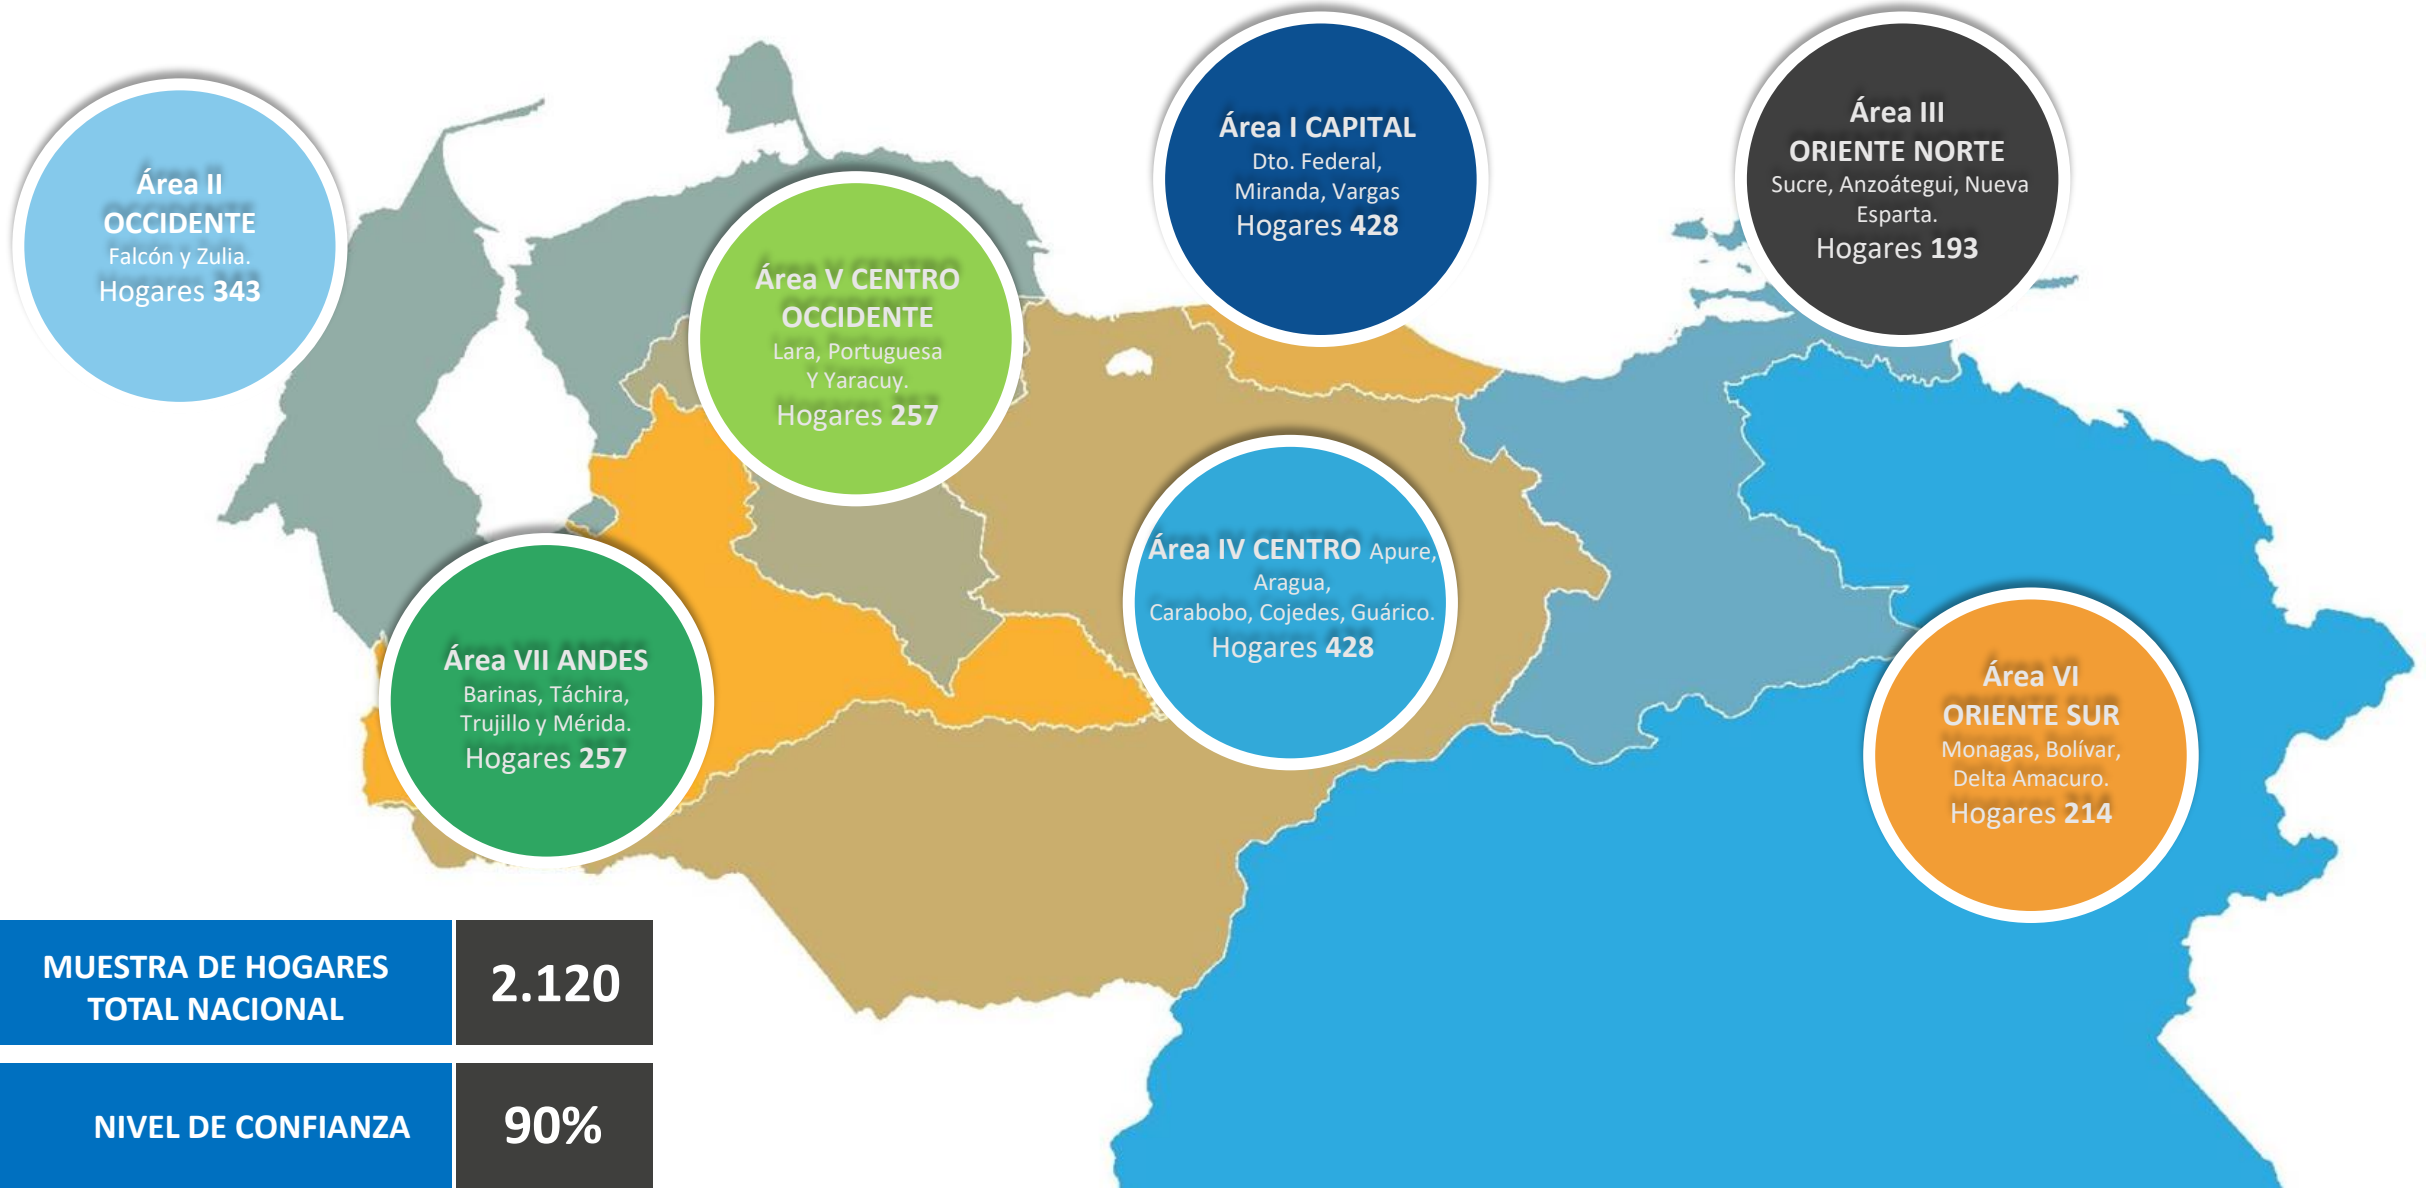 Área II
OCCIDENTE
Falcón y Zulia.
Hogares 343
Área V CENTRO
OCCIDENTE
Lara, Portuguesa
Y Yaracuy.
Hogares 257
Área I CAPITAL
Dto. Federal,
Miranda, Vargas
Hogares 428
Área III
ORIENTE NORTE
Sucre, Anzoátegui, Nueva
Esparta.
Hogares 193
Área VII ANDES
Barinas, Táchira,
Trujillo y Mérida.
Hogares 257
Área IV CENTRO Apure,
Aragua,
Carabobo, Cojedes, Guárico.
Hogares 428
Área VI
ORIENTE SUR
Monagas, Bolívar,
Delta Amacuro.
Hogares 214
MUESTRA DE HOGARES
TOTAL NACIONAL
2.120
NIVEL DE CONFIANZA
90%